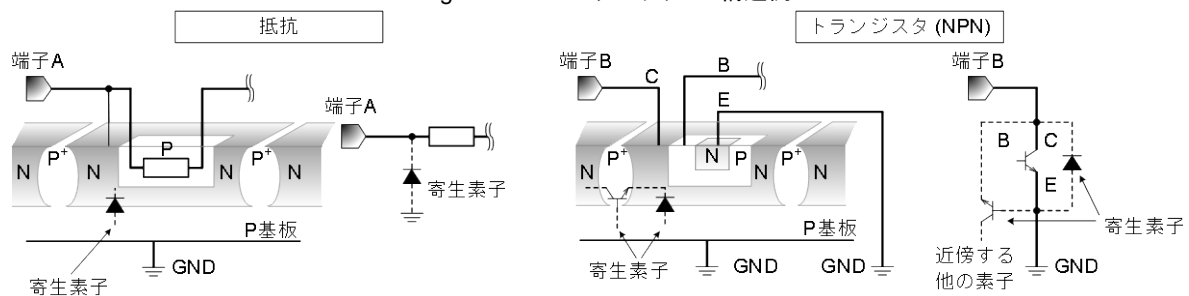 抵抗
トランジスタ (NPN)
端子A
端子A
P
N
P+
N
N
P+
N
寄生素子
P基板
GND
寄生素子
端子B
C
B
E
N
P+
N
N
P
N
P+
N
P基板
寄生素子
GND
GND
端子B
B
C
E
寄生素子
近傍する
他の素子
GND